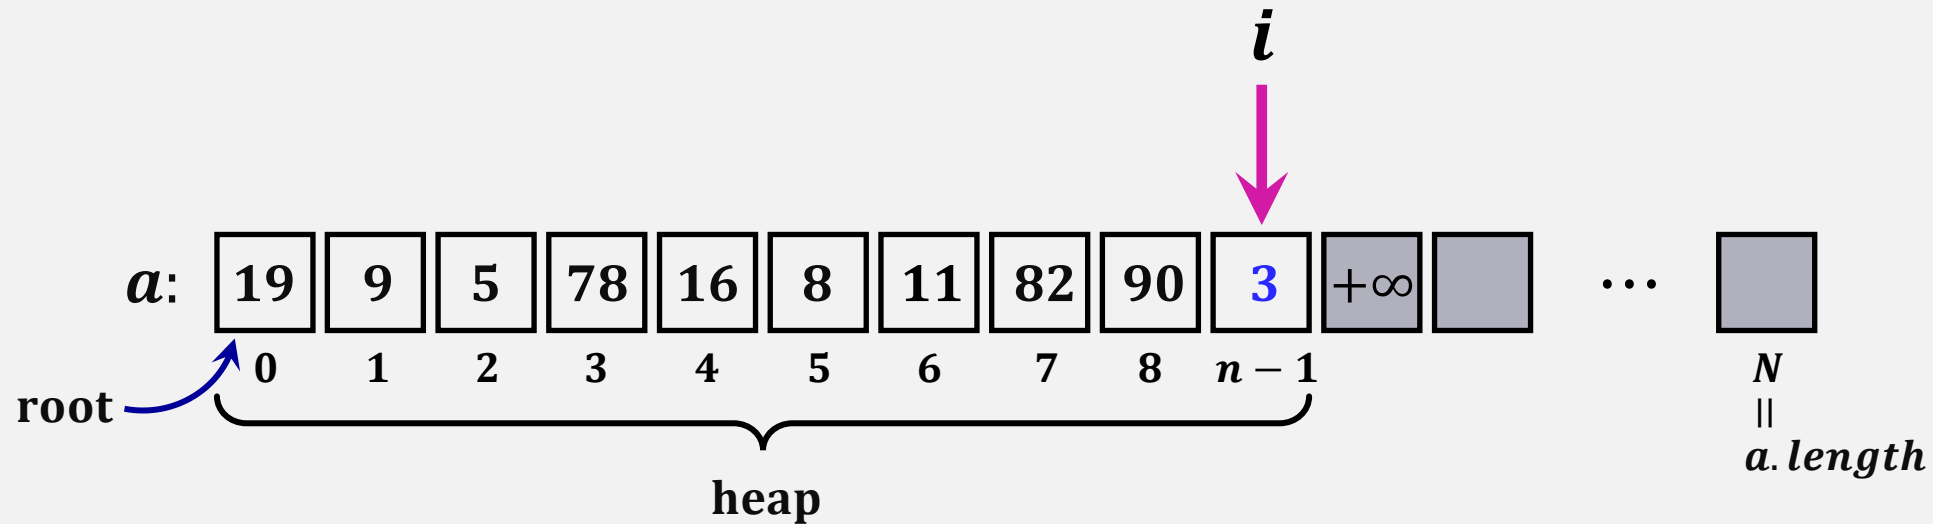 i
a: 19 9 5 78 16 8 11 82 90 3 +∞ ⋯
0 1 2 3 4 5 6 7 8 n − 1 N
root
=
a.length
heap